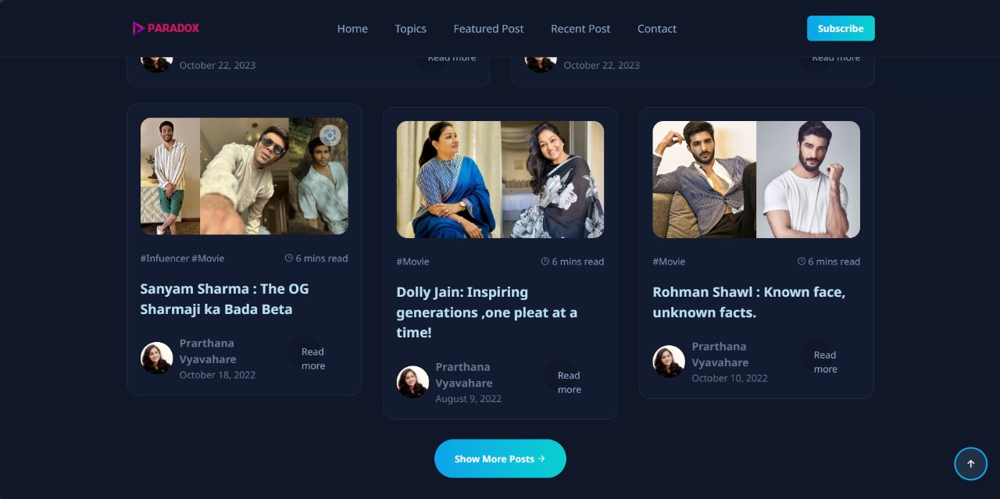 PARADOX
Home
Topics
Featured Post
Recent Post
Contact
Subscribe
October 22, 2023
Read more
October 22, 2023
Read more
#Infuencer #Movie
6 mins read
Sanyam Sharma : The OG
Sharmaji ka Bada Beta
Prarthana
Vyavahare
October 18, 2022
Read
more
#Movie
6 mins read
Dolly Jain: Inspiring
generations ,one pleat at a
time!
Prarthana
Vyavahare
August 9, 2022
Read
more
#Movie
6 mins read
Rohman Shawl : Known face,
unknown facts.
Prarthana
Vyavahare
October 10, 2022
Read
more
Show More Posts →